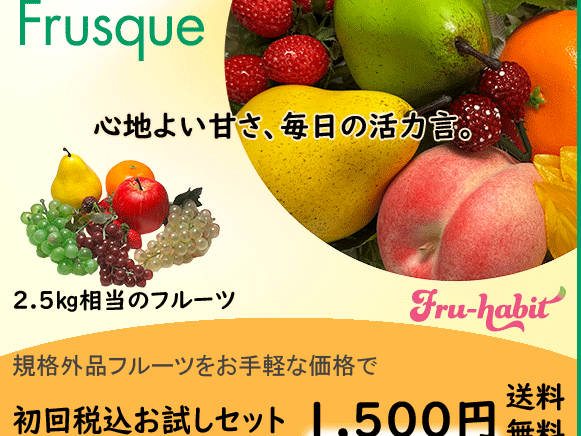 Frusque
心地よい甘さ、毎日の活力言。
2.5kg相当のフルーツ
Fru-habit
規格外品フルーツをお手軽な価格で
初回税込お試しセット 1,500円 送料
無料